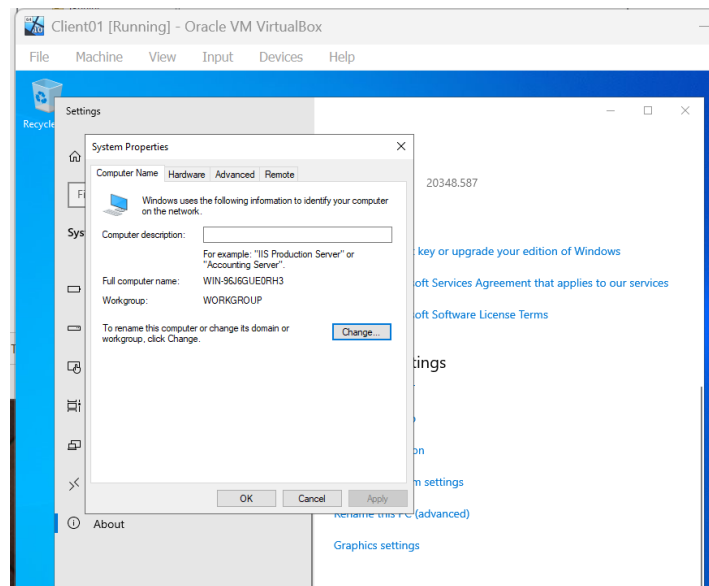 Client01 [Running] - Oracle VM VirtualBox
File Machine View Input Devices Help
Recycle
Settings
System Properties
Computer Name Hardware Advanced Remote
Windows uses the following information to identify your computer
on the network.
Computer description:
For example: "IIS Production Server" or
"Accounting Server".
Full computer name: WIN-96J6GUE0RH3
Workgroup: WORKGROUP
To rename this computer or change its domain or
workgroup, click Change.
Change...
OK Cancel Apply
Fi
Sys
About
20348.587
key or upgrade your edition of Windows
oft Services Agreement that applies to our services
oft Software License Terms
tings
on
m settings
Rename this PC (advanced)
Graphics settings